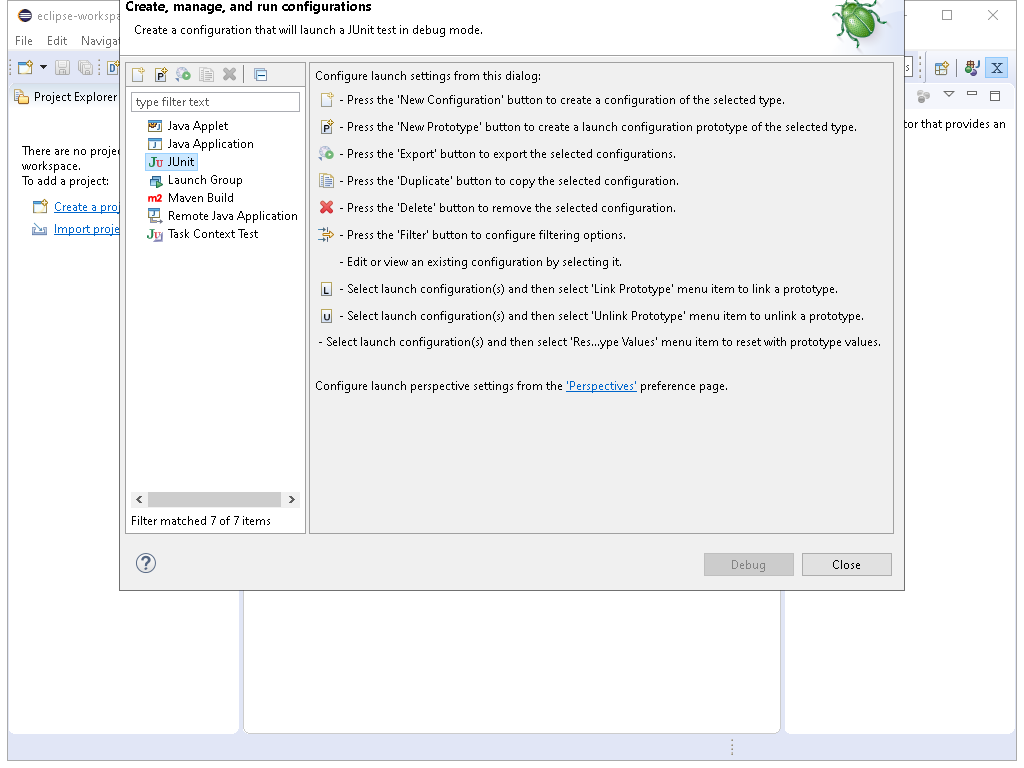 Create, manage, and run configurations
eclipse-workspa
Create a configuration that will launch a JUnit test in debug mode.
File Edit Navigat
Configure launch settings from this dialog:
type filter text
Project Explorer
- Press the 'New Configuration' button to create a configuration of the selected type.
Java Applet
- Press the 'New Prototype' button to create a launch configuration prototype of the selected type.
tor that provides an
Java Application
There are no projec
- Press the 'Export' button to export the selected configurations.
JUnit
workspace.
To add a project:
Launch Group
- Press the 'Duplicate' button to copy the selected configuration.
m2 Maven Build
Create a proj
- Press the 'Delete' button to remove the selected configuration.
Remote Java Application
Import proje
Task Context Test
- Press the 'Filter' button to configure filtering options.
- Edit or view an existing configuration by selecting it.
L - Select launch configuration(s) and then select 'Link Prototype' menu item to link a prototype.
U - Select launch configuration(s) and then select 'Unlink Prototype' menu item to unlink a prototype.
- Select launch configuration(s) and then select 'Res...ype Values' menu item to reset with prototype values.
Configure launch perspective settings from the 'Perspectives' preference page.
Filter matched 7 of 7 items
Debug
Close